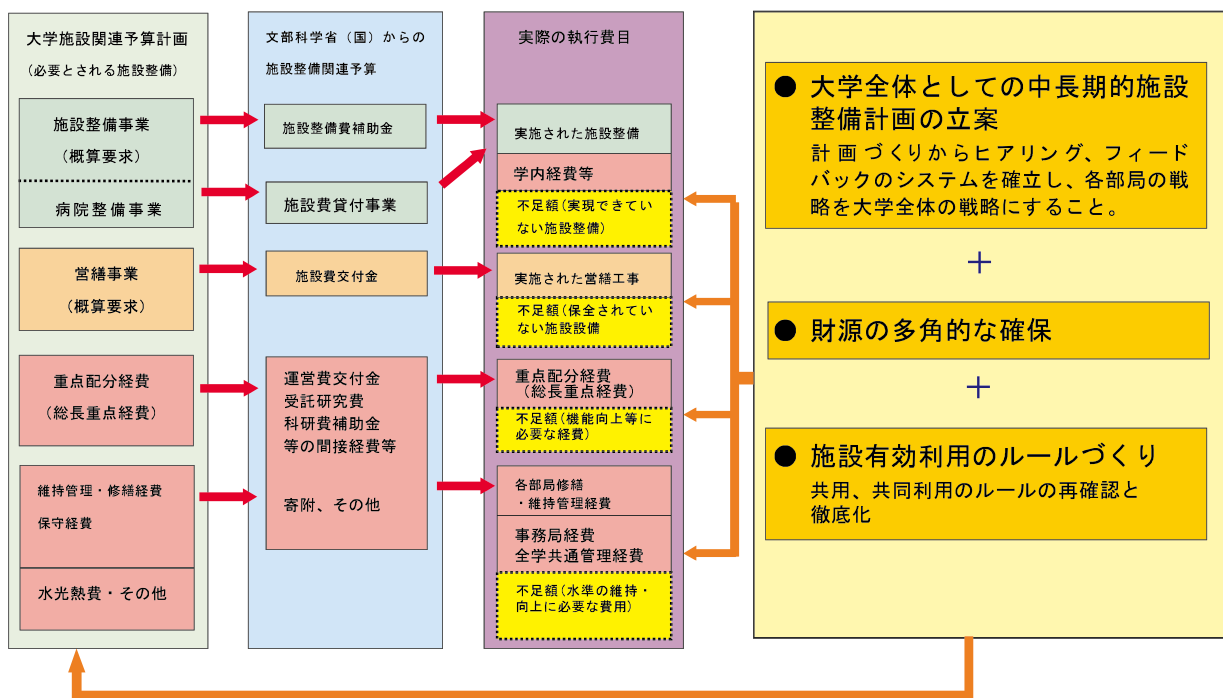 大学施設関連予算計画
(必要とされる施設整備)
施設整備事業
(概算要求)
病院整備事業
営繕事業
(概算要求)
重点配分経費
(総長重点経費)
維持管理・修繕経費
保守経費
水光熱費・その他
文部科学省(国)からの
施設整備関連予算
施設整備費補助金
施設費貸付事業
施設費交付金
運営費交付金
受託研究費
科研費補助金
等の間接経費等
寄附、その他
実際の執行費目
実施された施設整備
学内経費等
不足額(実現できてい
ない施設整備)
実施された営繕工事
不足額(保全されてい
ない施設設備)
重点配分経費
(総長重点経費)
不足額(機能向上等に
必要な経費)
各部局修繕
・維持管理経費
事務局経費
全学共通管理経費
不足額(水準の維持・
向上に必要な費用)
● 大学全体としての中長期的施設
整備計画の立案
計画づくりからヒアリング、フィード
バックのシステムを確立し、各部局の戦
略を大学全体の戦略にすること。
+
● 財源の多角的な確保
+
● 施設有効利用のルールづくり
共用、共同利用のルールの再確認と
徹底化